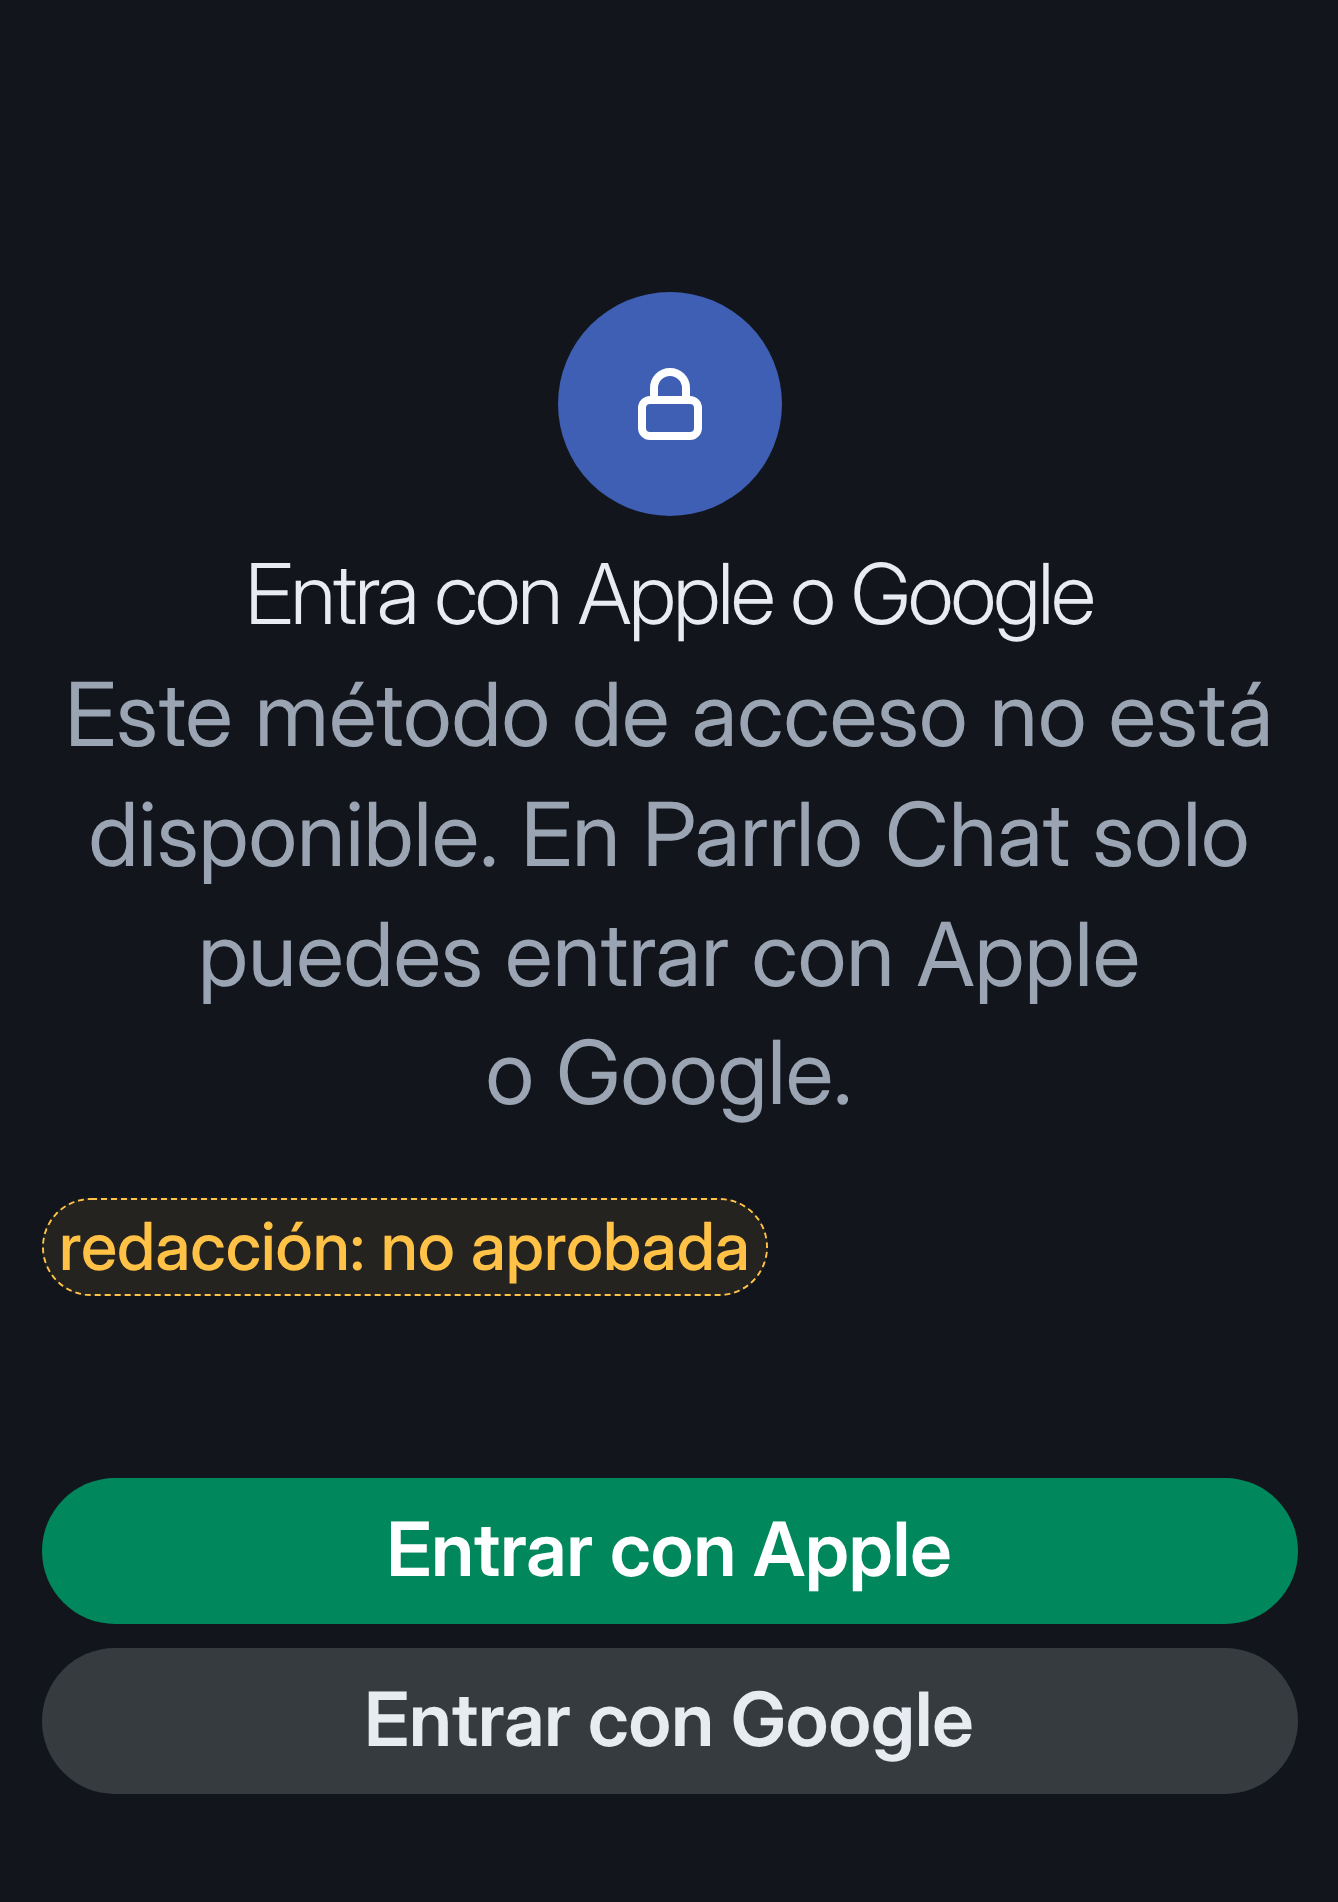 Entra con Apple o Google
Este método de acceso no está
disponible. En Parrlo Chat solo
puedes entrar con Apple
o Google.
redacción: no aprobada
Entrar con Apple
Entrar con Google